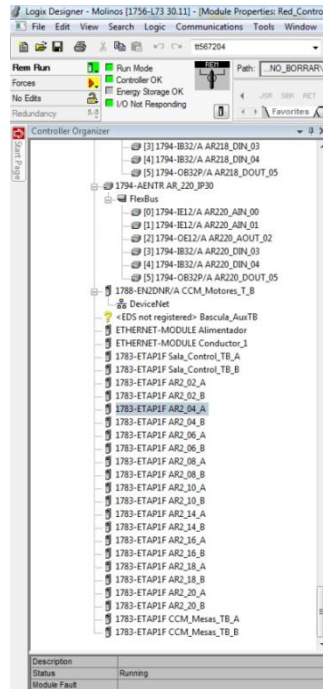 Logix Designer - Molinos [1756-L73 30.11] - [Module Properties: Red_Contro
File Edit View Search Logic Communications Tools Window
tt567204
Rem Run
Run Mode
REM
Path: ..NO_BORRAR\
Forces
Controller OK
No Edits
Energy Storage OK
JSR SBR RET
Redundancy
I/O Not Responding
Favorites
Start Page
Controller Organizer
[3] 1794-IB32/A AR218_DIN_03
[4] 1794-IB32/A AR218_DIN_04
[5] 1794-OB32P/A AR218_DOUT_05
1794-AENTR AR_220_IP30
FlexBus
[0] 1794-IE12/A AR220_AIN_00
[1] 1794-IE12/A AR220_AIN_01
[2] 1794-OE12/A AR220_AOUT_02
[3] 1794-IB32/A AR220_DIN_03
[4] 1794-IB32/A AR220_DIN_04
[5] 1794-OB32P/A AR220_DOUT_05
1788-EN2DNR/A CCM_Motores_T_B
DeviceNet
<EDS not registered> Bascula_AuxTB
ETHERNET-MODULE Alimentador
ETHERNET-MODULE Conductor_1
1783-ETAP1F Sala_Control_TB_A
1783-ETAP1F Sala_Control_TB_B
1783-ETAP1F AR2_02_A
1783-ETAP1F AR2_02_B
1783-ETAP1F AR2_04_A
1783-ETAP1F AR2_04_B
1783-ETAP1F AR2_06_A
1783-ETAP1F AR2_06_B
1783-ETAP1F AR2_08_A
1783-ETAP1F AR2_08_B
1783-ETAP1F AR2_10_A
1783-ETAP1F AR2_10_B
1783-ETAP1F AR2_14_A
1783-ETAP1F AR2_14_B
1783-ETAP1F AR2_16_A
1783-ETAP1F AR2_16_B
1783-ETAP1F AR2_18_A
1783-ETAP1F AR2_18_B
1783-ETAP1F AR2_20_A
1783-ETAP1F AR2_20_B
1783-ETAP1F CCM_Mesas_TB_A
1783-ETAP1F CCM_Mesas_TB_B
Description
Status Running
Module Fault